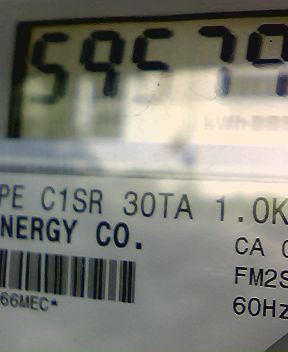 59579
kWh
PE C1SR 30TA 1.0K
NERGY CO.
CA
FM2S
66MEC*
60Hz